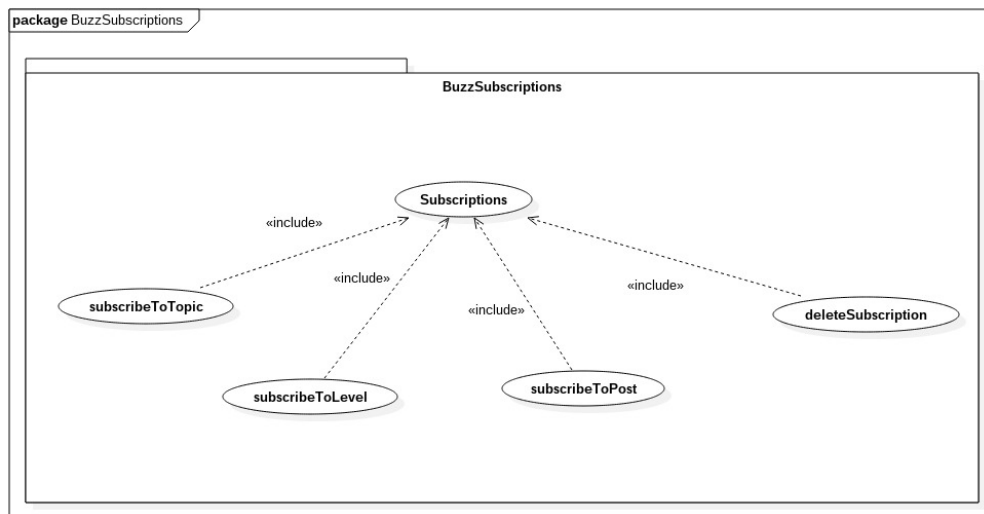 package BuzzSubscriptions
BuzzSubscriptions
Subscriptions
«include»
«include»
«include»
«include»
subscribeToTopic
deleteSubscription
subscribeToLevel
subscribeToPost